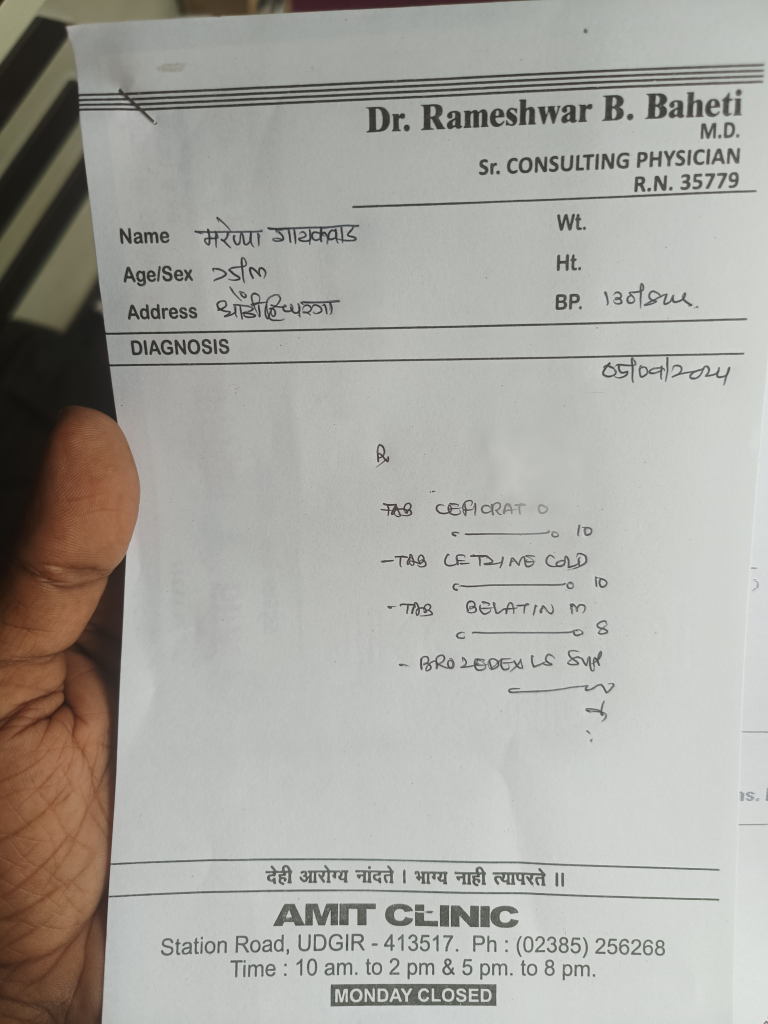 Dr. Rameshwar B. Baheti
M.D.
Sr. CONSULTING PHYSICIAN
R.N. 35779
Name गायकवाड Wt.
Age/Sex Ht.
Address BP. 130/
DIAGNOSIS
05/09/2024
℞
TAB CEFIORAT O
10
- TAB CETZINE COLD
10
- TAB BELATIN M
8
- BROZEDEX LS Syp
देही आरोग्य नांदते । भाग्य नाही त्यापरते ॥
AMIT CLINIC
Station Road, UDGIR - 413517. Ph : (02385) 256268
Time : 10 am. to 2 pm & 5 pm. to 8 pm.
MONDAY CLOSED